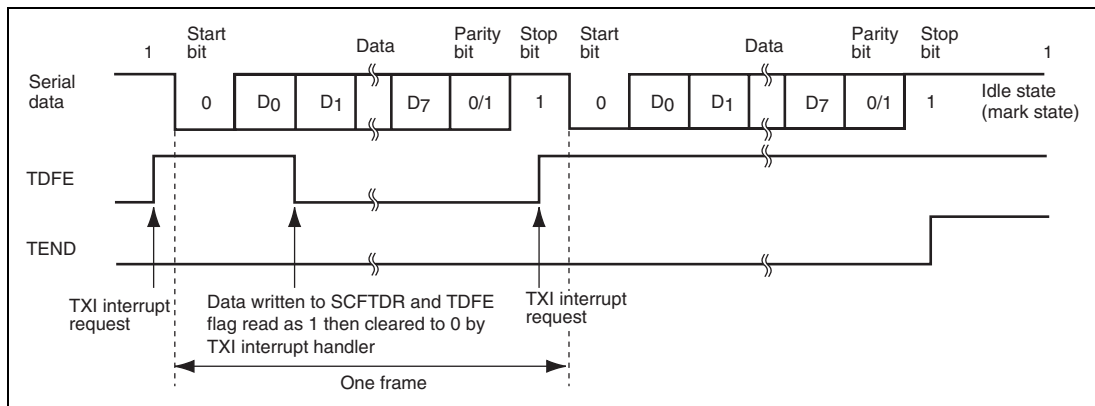 1 Start bit Data Parity bit Stop bit Start bit Data Parity bit Stop bit 1
Serial data
0 D0 D1 D7 0/1 1 0 D0 D1 D7 0/1 1
Idle state (mark state)
TDFE
TEND
TXI interrupt request
Data written to SCFTDR and TDFE
flag read as 1 then cleared to 0 by
TXI interrupt handler
TXI interrupt request
One frame